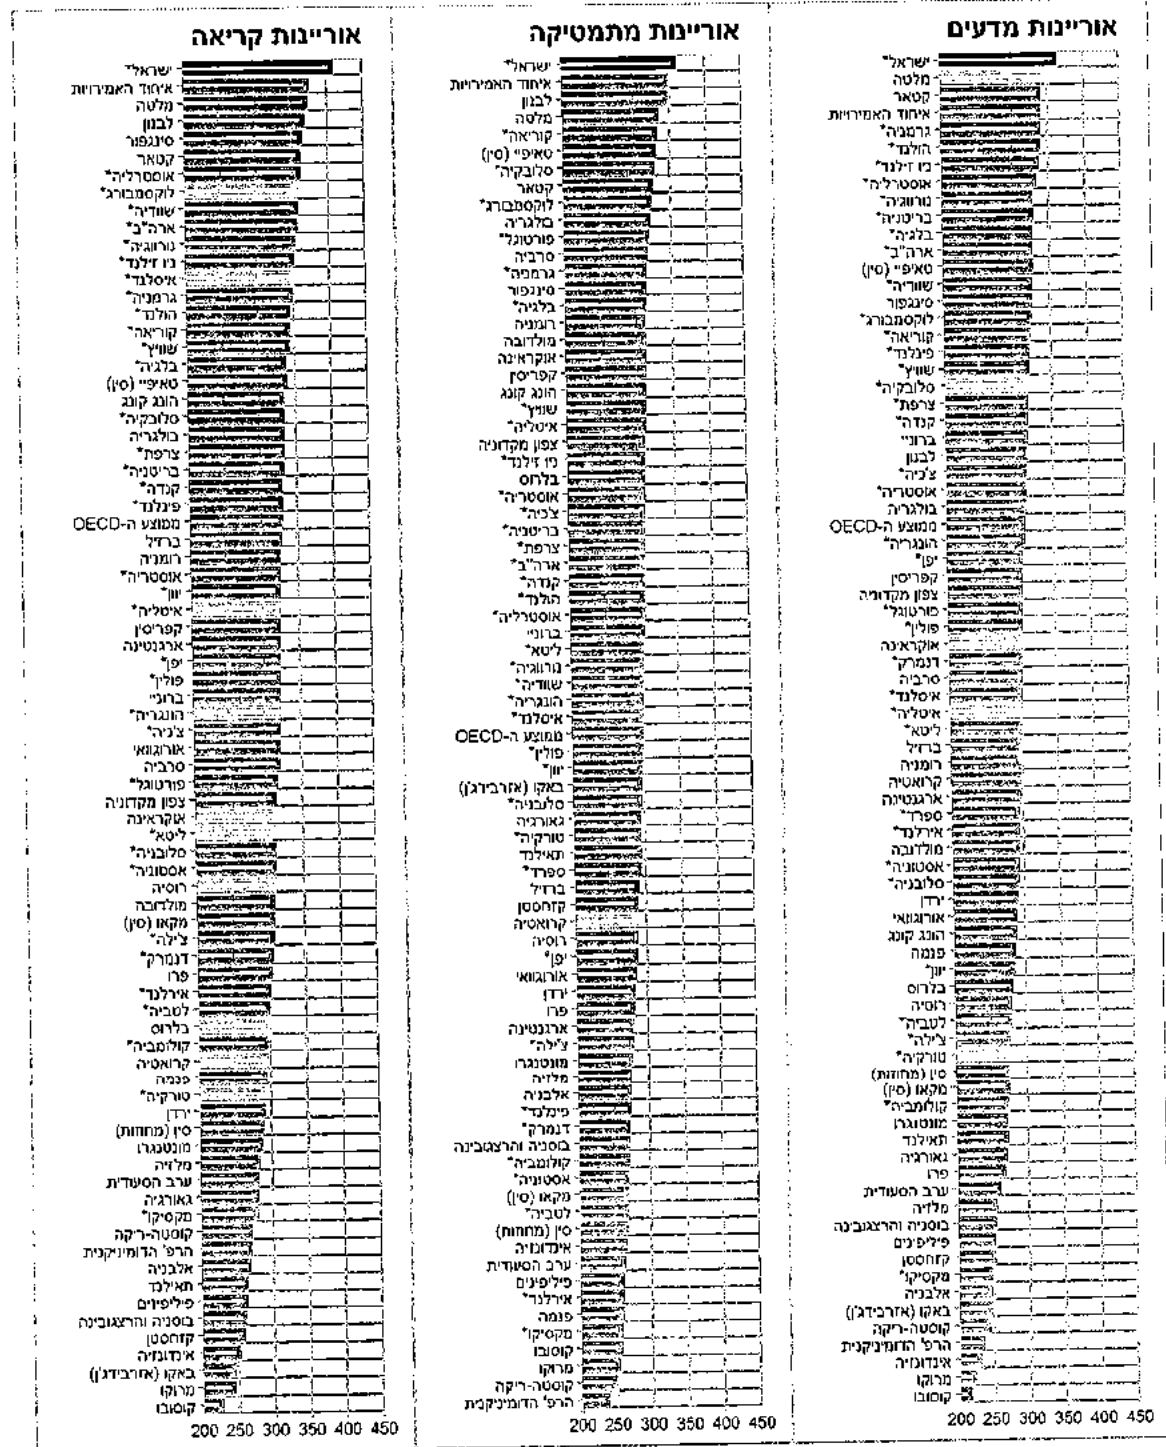 אוריינות מדעים
ישראל*
מלטה
קטאר
איחוד האמירויות
גרמניה*
הולנד*
ניו זילנד*
אוסטרליה*
נורווגיה*
בריטניה*
בלגיה*
ארה"ב*
טאיפיי (סין)
שוודיה*
סינגפור
לוקסמבורג*
קוריאה*
פינלנד*
שוויץ*
סלובקיה*
צרפת*
קנדה*
ברוניי
לבנון
צ'כיה*
אוסטריה*
בולגריה
ממוצע ה-OECD
הונגריה*
יפן*
קפריסין
צפון מקדוניה
פורטוגל*
פולין*
אוקראינה
דנמרק*
סרביה
איסלנד*
איטליה*
ליטא*
ברזיל
רומניה
קרואטיה
ארגנטינה
ספרד*
אירלנד*
מולדובה
אסטוניה*
סלובניה*
ירדן
אורוגוואי
הונג קונג
פנמה
יוון*
בלרוס
רוסיה
לטביה*
צ'ילה*
טורקיה*
סין (מחוזות)
מקאו (סין)
קולומביה*
מונטנגרו
תאילנד
גאורגיה
פרו
ערב הסעודית
מלזיה
בוסניה והרצגובינה
פיליפינים
קזחסטן
מקסיקו*
אלבניה
באקו (אזרבידג'ן)
קוסטה-ריקה
הרפ' הדומיניקנית
אינדונזיה
מרוקו
קוסובו
200 250 300 350 400 450
אוריינות מתמטיקה
ישראל*
איחוד האמירויות
לבנון
מלטה
קוריאה*
טאיפיי (סין)
סלובקיה*
קטאר
לוקסמבורג*
בולגריה
פורטוגל*
סרביה
גרמניה*
סינגפור
בלגיה*
רומניה
מולדובה
אוקראינה
קפריסין
הונג קונג
שוויץ*
איטליה*
צפון מקדוניה
ניו זילנד*
בלרוס
אוסטריה*
צ'כיה*
בריטניה*
צרפת*
ארה"ב*
קנדה*
הולנד*
אוסטרליה*
ברוניי
ליטא*
נורווגיה*
שוודיה*
הונגריה*
איסלנד*
ממוצע ה-OECD
פולין*
יוון*
באקו (אזרבידג'ן)
סלובניה*
גאורגיה
טורקיה*
תאילנד
ספרד*
ברזיל
קזחסטן
קרואטיה
רוסיה
יפן*
אורוגוואי
ירדן
פרו
ארגנטינה
צ'ילה*
מונטנגרו
מלזיה
אלבניה
פינלנד*
דנמרק*
בוסניה והרצגובינה
קולומביה*
אסטוניה*
מקאו (סין)
לטביה*
סין (מחוזות)
אינדונזיה
ערב הסעודית
פיליפינים
אירלנד*
פנמה
מקסיקו*
קוסובו
מרוקו
קוסטה-ריקה
הרפ' הדומיניקנית
200 250 300 350 400 450
אוריינות קריאה
ישראל*
איחוד האמירויות
מלטה
לבנון
סינגפור
קטאר
אוסטרליה*
לוקסמבורג*
שוודיה*
ארה"ב*
נורווגיה*
ניו זילנד*
איסלנד*
גרמניה*
הולנד*
קוריאה*
שוויץ*
בלגיה*
טאיפיי (סין)
הונג קונג
סלובקיה*
בולגריה
צרפת*
בריטניה*
קנדה*
פינלנד*
ממוצע ה-OECD
ברזיל
רומניה
אוסטריה*
יוון*
איטליה*
קפריסין
ארגנטינה
יפן*
פולין*
ברוניי
הונגריה*
צ'כיה*
אורוגוואי
סרביה
פורטוגל*
צפון מקדוניה
אוקראינה
ליטא*
סלובניה*
אסטוניה*
רוסיה
מולדובה
מקאו (סין)
צ'ילה*
דנמרק*
פרו
אירלנד*
לטביה*
בלרוס
קולומביה*
קרואטיה
פנמה
טורקיה*
ירדן
סין (מחוזות)
מונטנגרו
מלזיה
ערב הסעודית
גאורגיה
מקסיקו*
קוסטה-ריקה
הרפ' הדומיניקנית
אלבניה
תאילנד
פיליפינים
בוסניה והרצגובינה
קזחסטן
אינדונזיה
באקו (אזרבידג'ן)
מרוקו
קוסובו
200 250 300 350 400 450